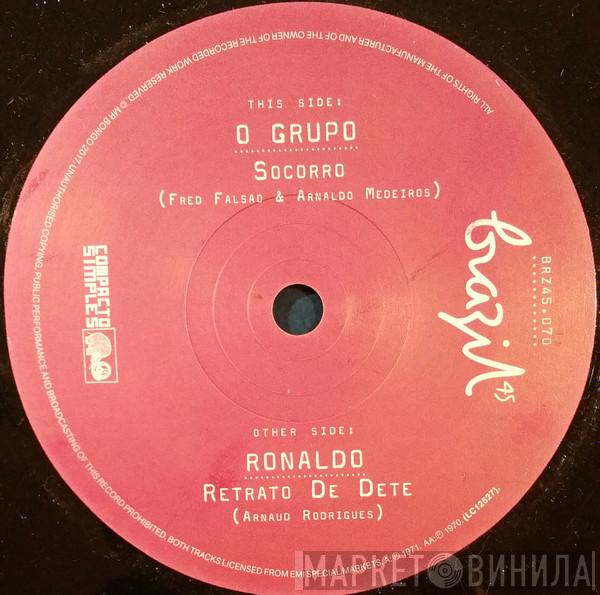 THIS SIDE:
O GRUPO
SOCORRO
(FRED FALSAO & ARNALDO MEDEIROS)
BRZ45.070
brazil
45
COMPACTO
SIMPLES
OTHER SIDE:
RONALDO
RETRATO DE DETE
(ARNAUD RODRIGUES)
ALL RIGHTS OF THE MANUFACTURER AND OF THE OWNER OF THE RECORDED WORK RESERVED. ℗ MR BONGO 2017. UNAUTHORISED COPYING, PUBLIC PERFORMANCE AND BROADCASTING OF THIS RECORD PROHIBITED. BOTH TRACKS LICENSED FROM EMI SPECIAL MARKETS. A:℗ 1971. AA:℗ 1970. (LC12527).
МАРКЕТ ВИНИЛА